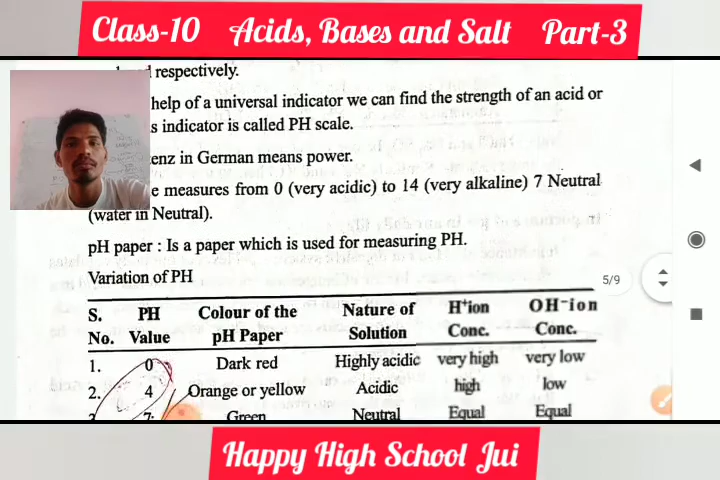 Class-10 Acids, Bases and Salt Part-3
respectively.
help of a universal indicator we can find the strength of an acid or
s indicator is called PH scale.
enz in German means power.
e measures from 0 (very acidic) to 14 (very alkaline) 7 Neutral
(water in Neutral).
pH paper : Is a paper which is used for measuring PH.
Variation of PH
5/9
S. PH Colour of the Nature of H⁺ion OH⁻ion
No. Value pH Paper Solution Conc. Conc.
1. 0 Dark red Highly acidic very high very low
2. 4 Orange or yellow Acidic high low
3 7 Green Neutral Equal Equal
Happy High School Jui